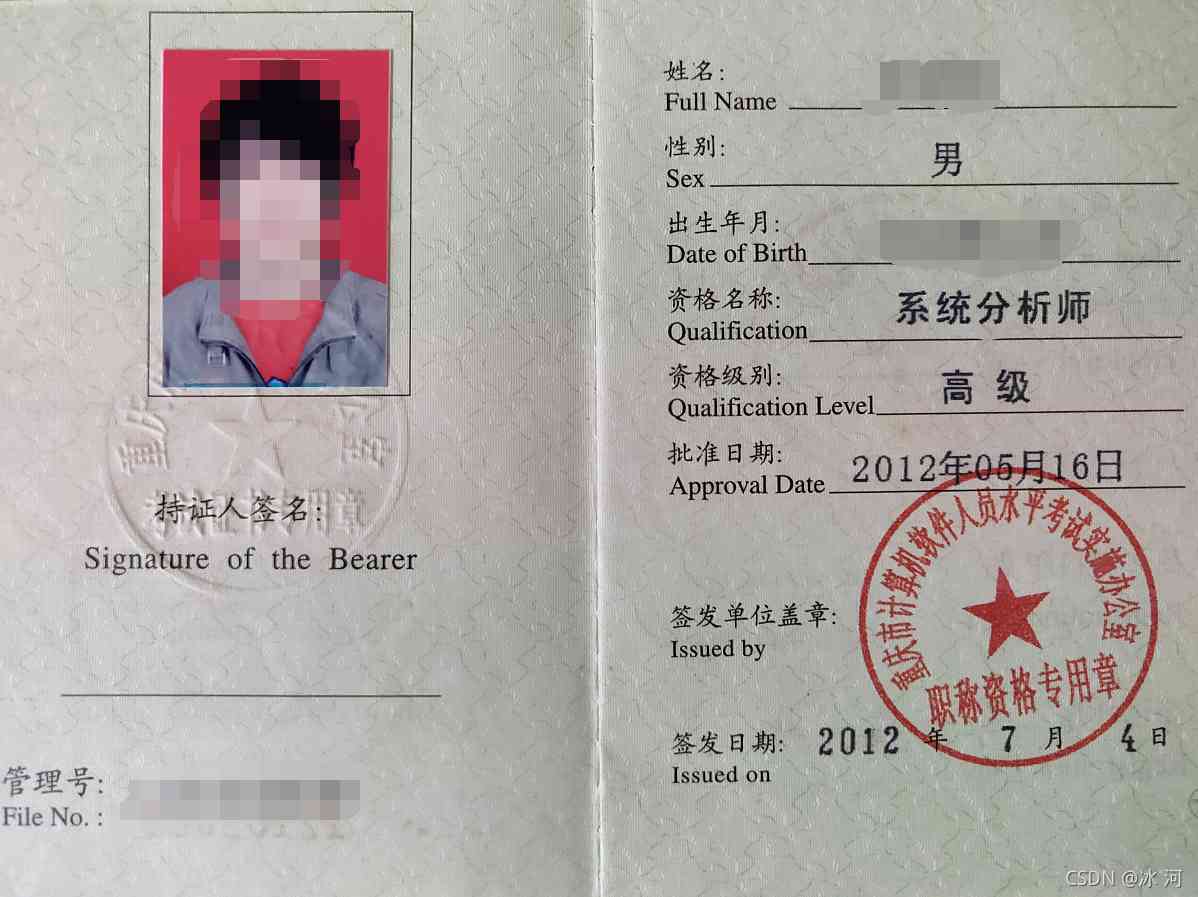 持证人签名:
Signature of the Bearer
管理号:
File No. :
姓名:
Full Name
性别:
男
Sex
出生年月:
Date of Birth
资格名称:
系统分析师
Qualification
资格级别:
高 级
Qualification Level
批准日期:
2012年05月16日
Approval Date
重庆市计算机软件人员水平考试实施办公室
职称资格专用章
签发单位盖章:
Issued by
签发日期: 2012 年 7 月 4 日
Issued on
CSDN @冰 河